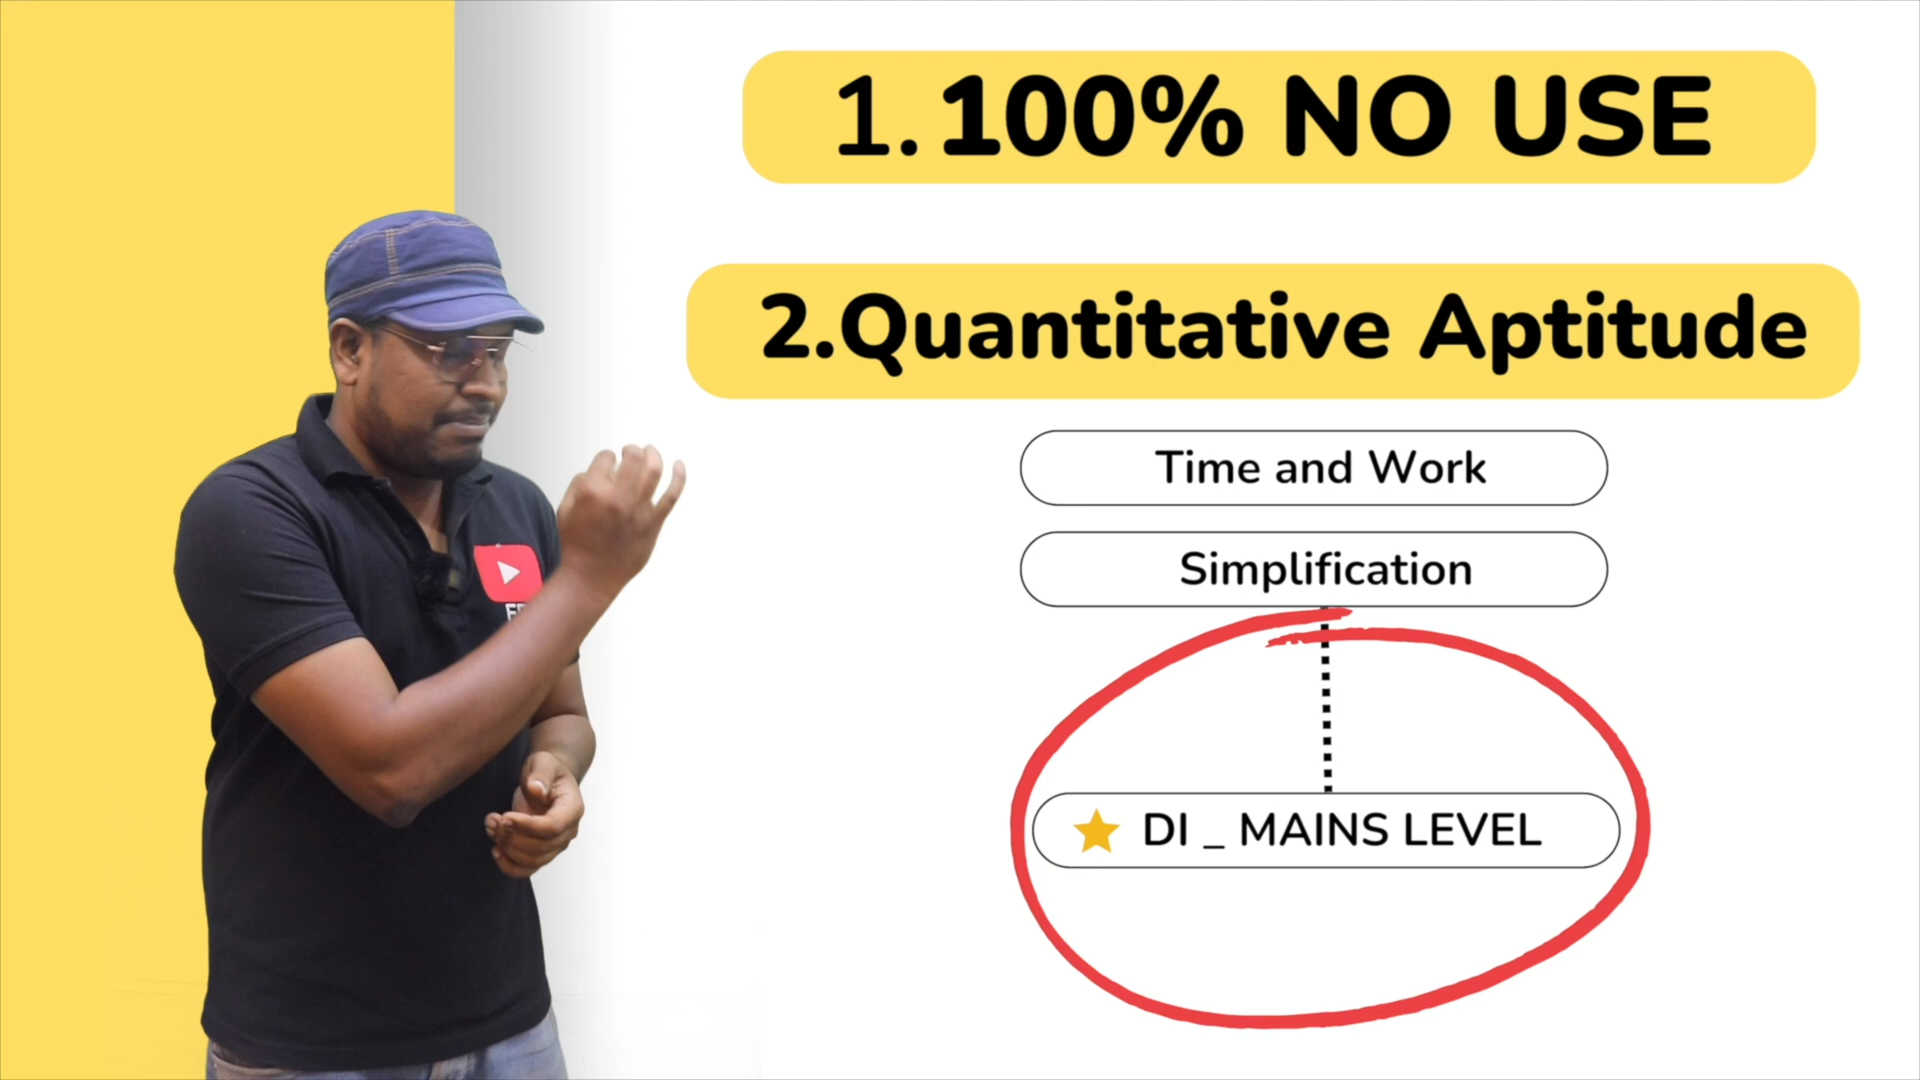 1. 100% NO USE
2.Quantitative Aptitude
Time and Work
Simplification
DI _ MAINS LEVEL